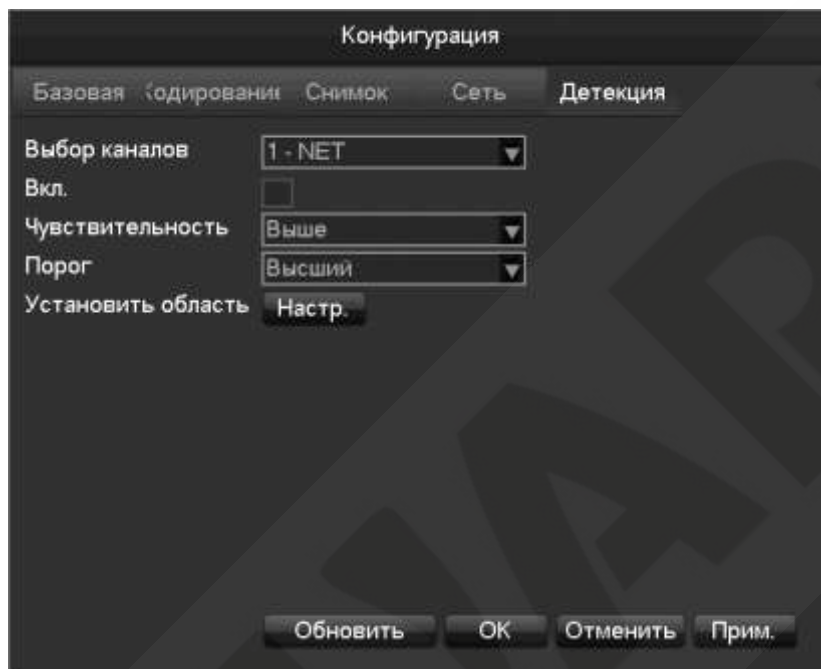 Конфигурация
Базовая Кодирование Снимок Сеть Детекция
Выбор каналов 1 - NET
Вкл.
Чувствительность Выше
Порог Высший
Установить область Настр.
Обновить OK Отменить Прим.